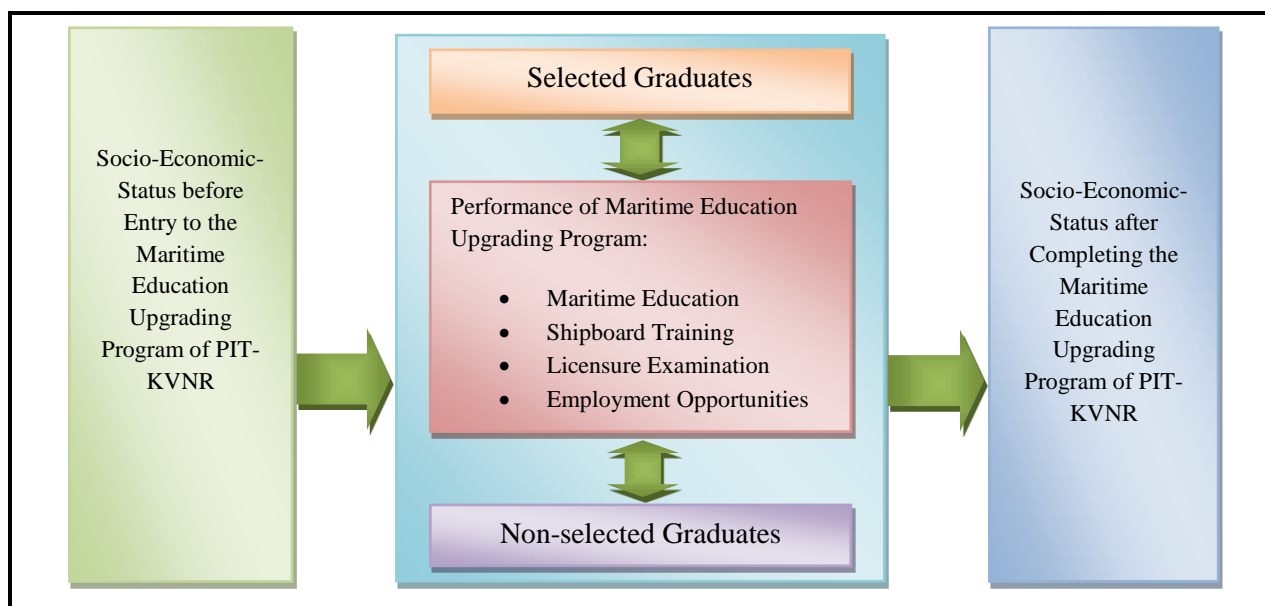 Socio-Economic-
Status before
Entry to the
Maritime
Education
Upgrading
Program of PIT-
KVNR
Selected Graduates
Performance of Maritime Education
Upgrading Program:
• Maritime Education
• Shipboard Training
• Licensure Examination
• Employment Opportunities
Non-selected Graduates
Socio-Economic-
Status after
Completing the
Maritime
Education
Upgrading
Program of PIT-
KVNR